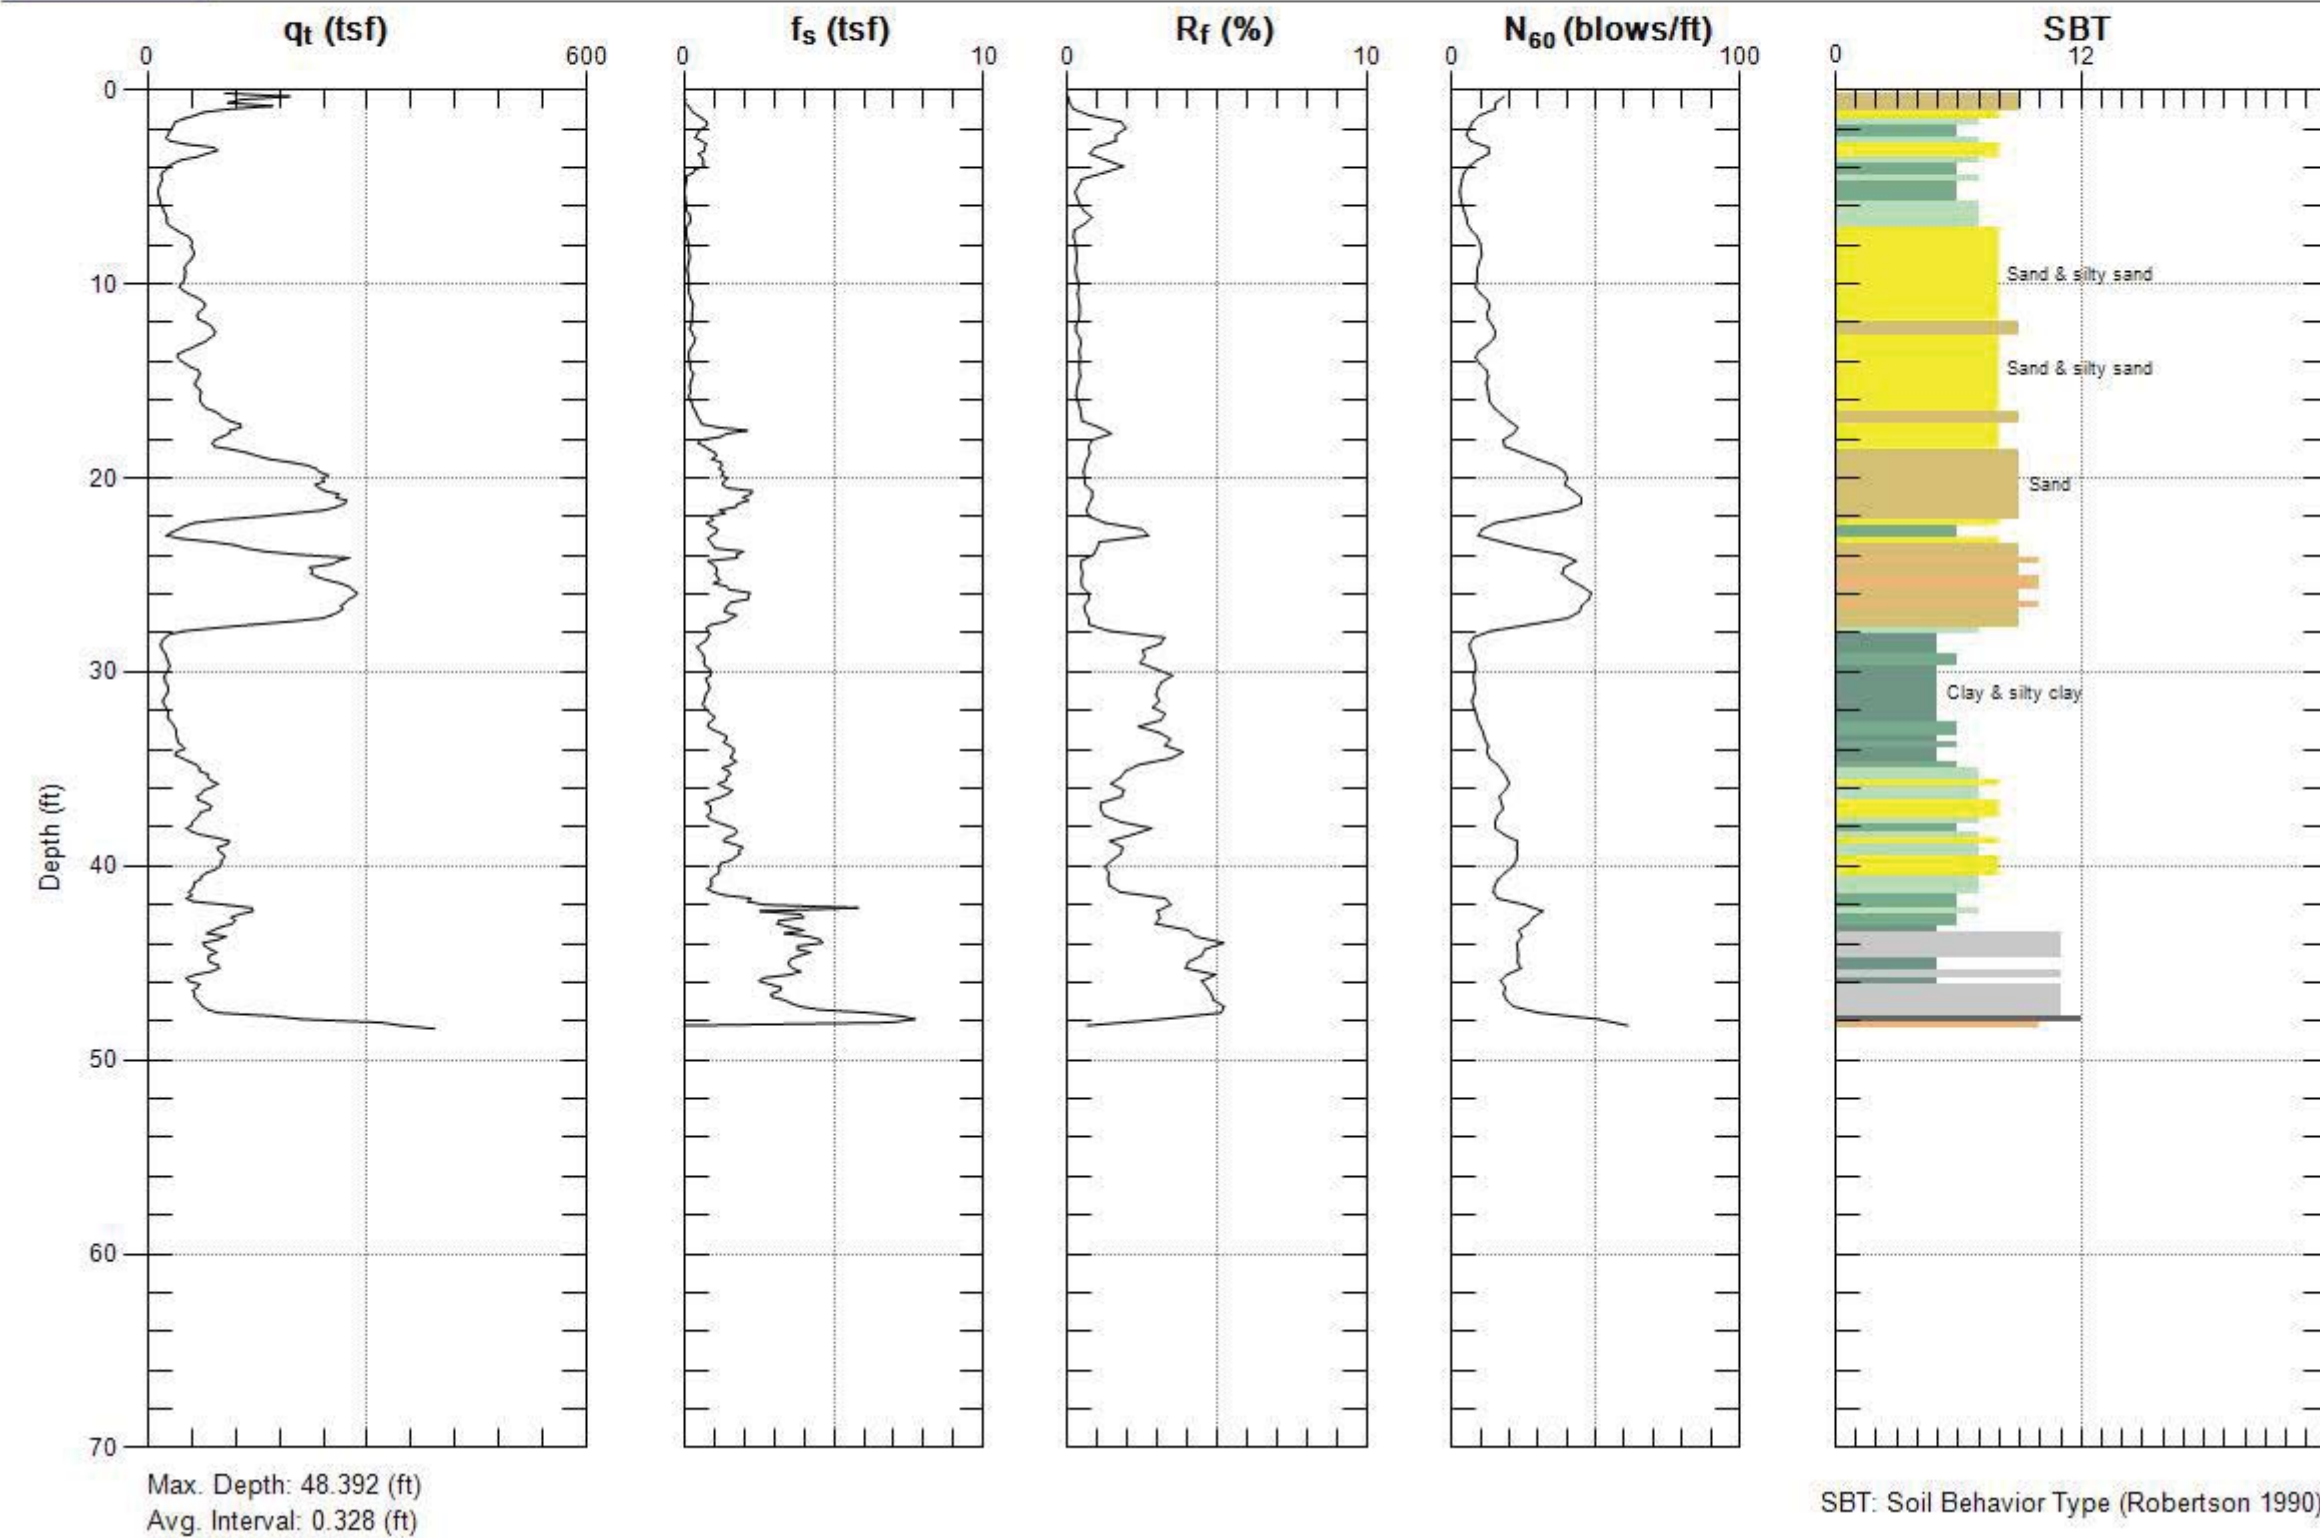 qt (tsf) fs (tsf) Rf (%) N60 (blows/ft) SBT
0 600 0 10 0 10 0 100 0 12
0
10
Sand & silty sand
Sand & silty sand
20
Sand
30
Clay & silty clay
Depth (ft)
40
50
60
70
Max. Depth: 48.392 (ft)
Avg. Interval: 0.328 (ft)
SBT: Soil Behavior Type (Robertson 1990)